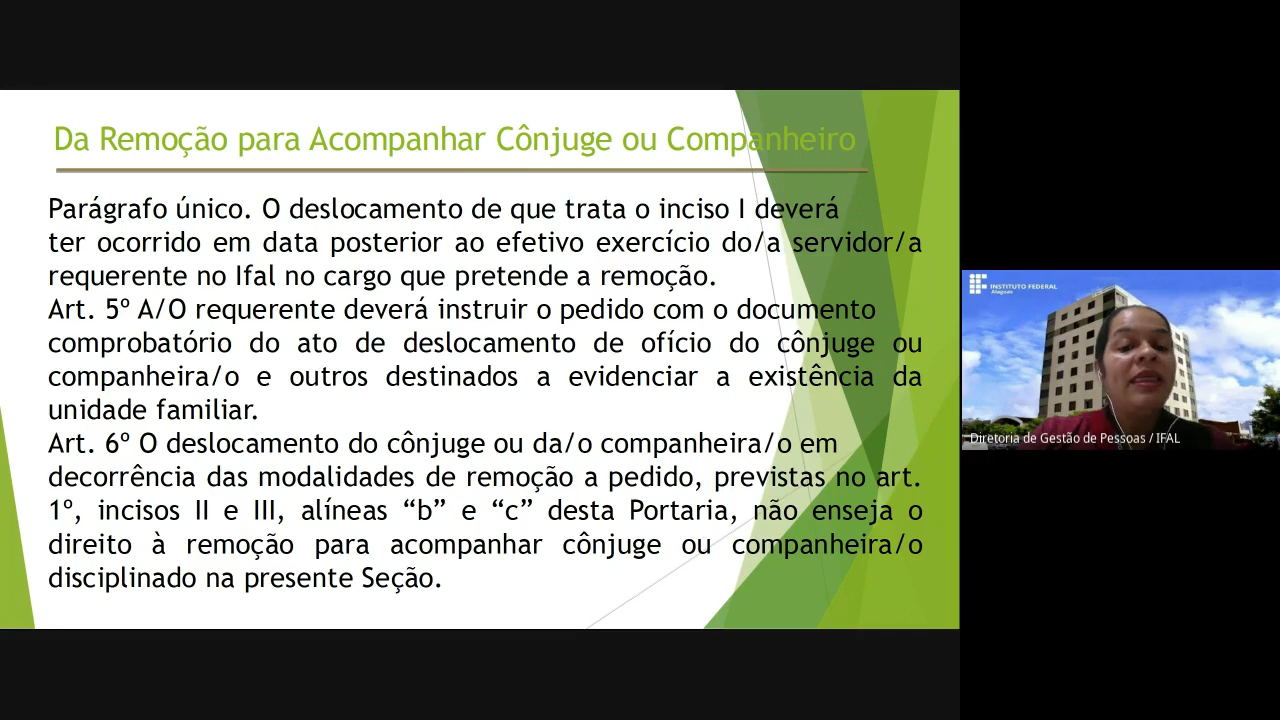 Da Remoção para Acompanhar Cônjuge ou Companheiro
Parágrafo único. O deslocamento de que trata o inciso I deverá
ter ocorrido em data posterior ao efetivo exercício do/a servidor/a
requerente no Ifal no cargo que pretende a remoção.
Art. 5º A/O requerente deverá instruir o pedido com o documento
comprobatório do ato de deslocamento de ofício do cônjuge ou
companheira/o e outros destinados a evidenciar a existência da
unidade familiar.
Art. 6º O deslocamento do cônjuge ou da/o companheira/o em
decorrência das modalidades de remoção a pedido, previstas no art.
1º, incisos II e III, alíneas “b” e “c” desta Portaria, não enseja o
direito à remoção para acompanhar cônjuge ou companheira/o
disciplinado na presente Seção.
INSTITUTO FEDERAL
Alagoas
Diretoria de Gestão de Pessoas / IFAL